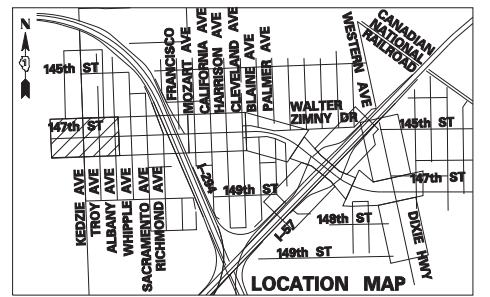 N
CANADIAN
NATIONAL
RAILROAD
WESTERN AVE
FRANCISCO
MOZART AVE
CALIFORNIA AVE
HARRISON AVE
CLEVELAND AVE
BLAINE AVE
PALMER AVE
145th ST
WALTER
ZIMNY DR
147th ST
145th ST
I-294
147th ST
149th ST
KEDZIE AVE
TROY AVE
ALBANY AVE
WHIPPLE AVE
SACRAMENTO AVE
RICHMOND AVE
148th ST
I-57
DIXIE HWY
149th ST
LOCATION MAP